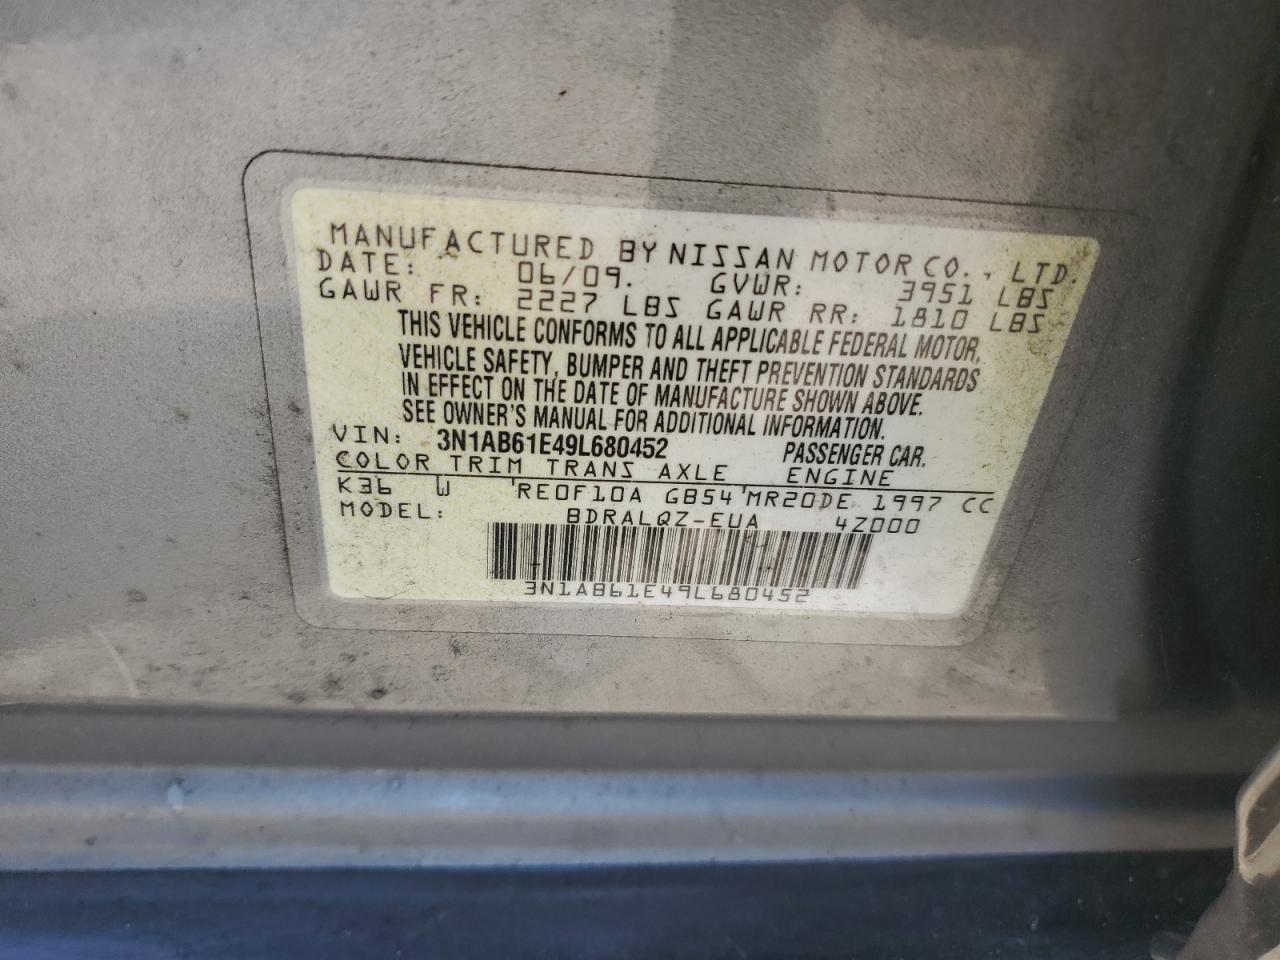 MANUFACTURED BY NISSAN MOTOR CO., LTD.
DATE: 06/09. GVWR: 3951 LBS
GAWR FR: 2227 LBS GAWR RR: 1810 LBS
THIS VEHICLE CONFORMS TO ALL APPLICABLE FEDERAL MOTOR,
VEHICLE SAFETY, BUMPER AND THEFT PREVENTION STANDARDS
IN EFFECT ON THE DATE OF MANUFACTURE SHOWN ABOVE.
SEE OWNER'S MANUAL FOR ADDITIONAL INFORMATION.
VIN: 3N1AB61E49L680452 PASSENGER CAR.
COLOR TRIM TRANS AXLE ENGINE
K36 W 'RE0F10A GB54'MR20DE 1997 CC
MODEL: BDRALQZ-EUA 4Z000
3N1AB61E49L680452